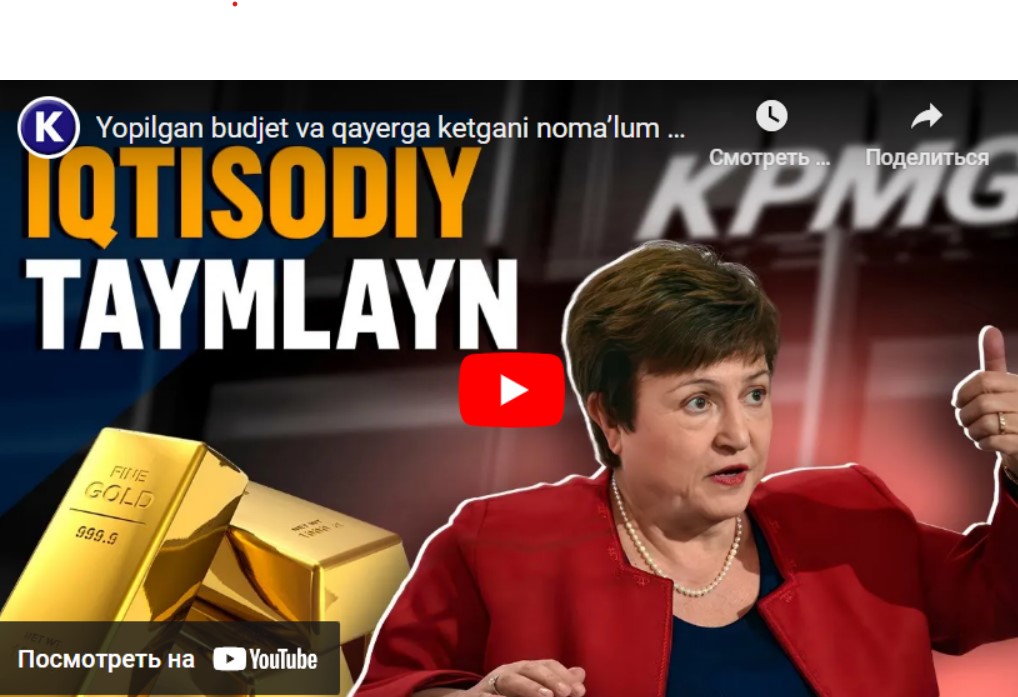 K
Yopilgan budjet va qayerga ketgani noma’lum ...
Смотреть ...
Поделиться
IQTISODIY
TAYMLAYN
KPMG
FINE
GOLD
999.9
Посмотреть на YouTube